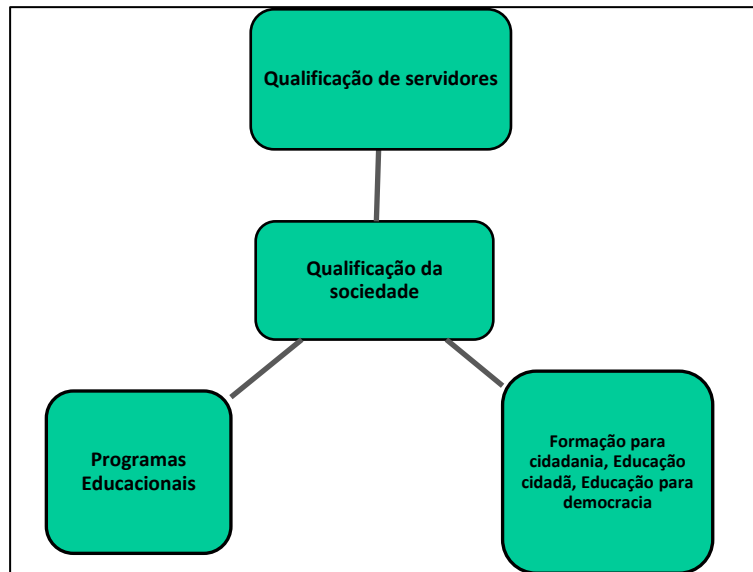 Qualificação de servidores
Qualificação da
sociedade
Programas
Educacionais
Formação para
cidadania, Educação
cidadã, Educação para
democracia